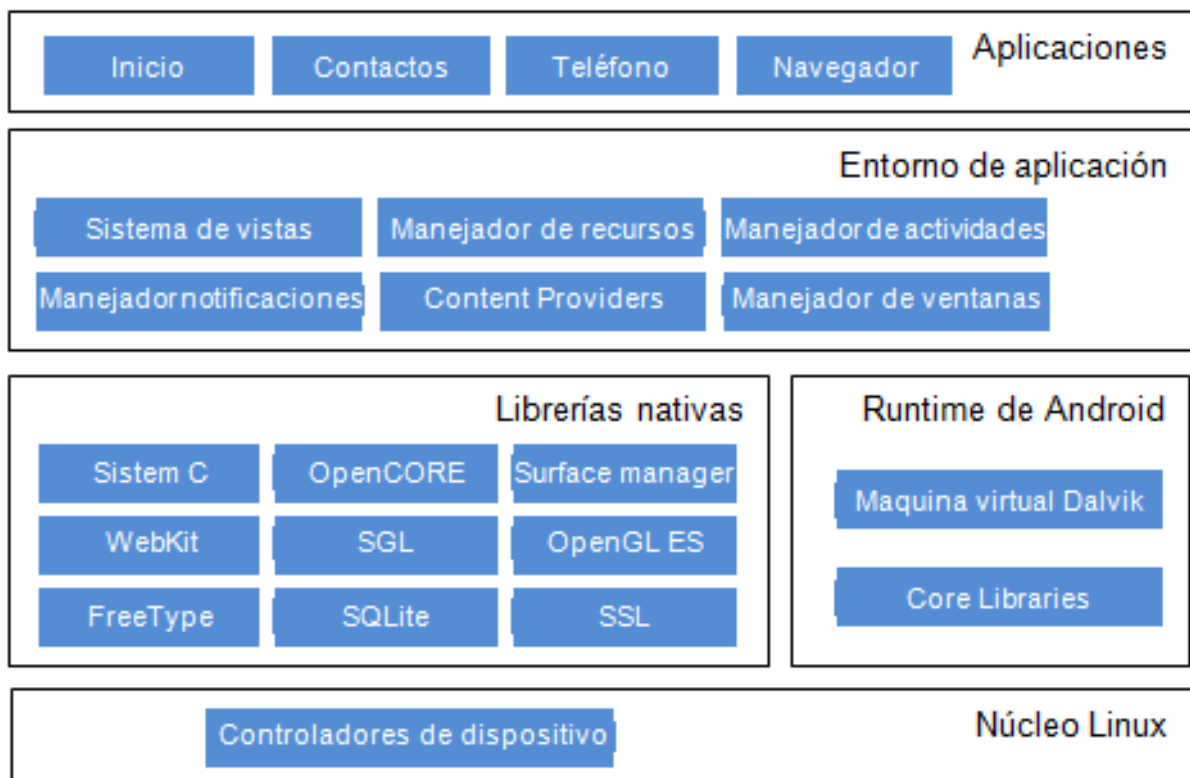 Aplicaciones
Inicio
Contactos
Teléfono
Navegador
Entorno de aplicación
Sistema de vistas
Manejador de recursos
Manejador de actividades
Manejador notificaciones
Content Providers
Manejador de ventanas
Librerías nativas
Sistem C
OpenCORE
Surface manager
WebKit
SGL
OpenGL ES
FreeType
SQLite
SSL
Runtime de Android
Maquina virtual Dalvik
Core Libraries
Núcleo Linux
Controladores de dispositivo